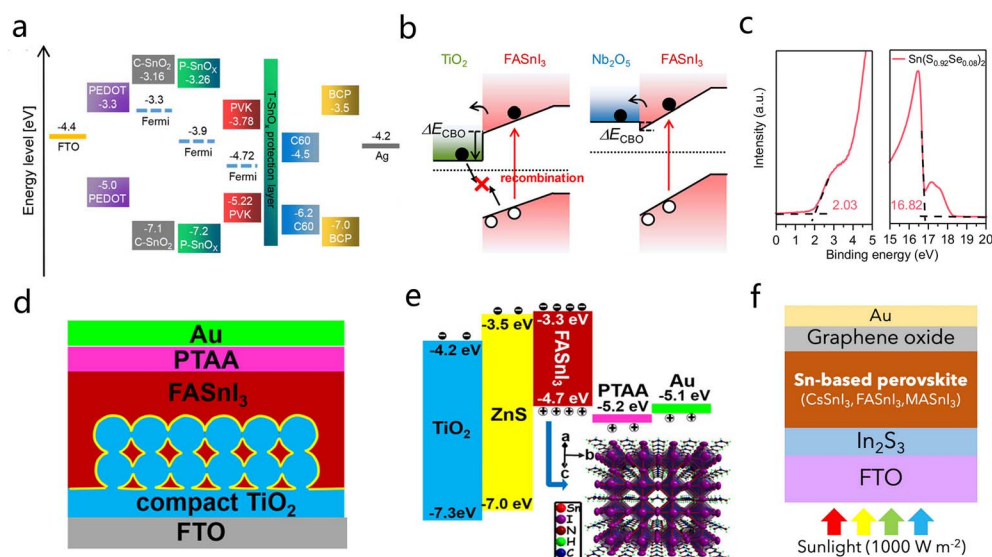 a
Energy level [eV]
-4.4
FTO
PEDOT
-3.3
-5.0
PEDOT
C-SnO₂
-3.16
-3.3
Fermi
-7.1
C-SnO₂
P-SnOₓ
-3.26
-3.9
Fermi
-7.2
P-SnOₓ
PVK
-3.78
-4.72
Fermi
-5.22
PVK
T-SnOₓ protection layer
C60
-4.5
-6.2
C60
BCP
-3.5
-7.0
BCP
-4.2
Ag
b
TiO₂
FASnI₃
ΔE_CBO
recombination
Nb₂O₅
FASnI₃
ΔE_CBO
c
Intensity (a.u.)
Sn(S₀.₉₂Se₀.₀₈)₂
2.03
16.82
0 1 2 3 4 5
15 16 17 18 19 20
Binding energy (eV)
d
Au
PTAA
FASnI₃
compact TiO₂
FTO
e
-4.2 eV
TiO₂
-7.3eV
-3.5 eV
ZnS
-7.0 eV
-3.3 eV
FASnI₃
-4.7 eV
PTAA
-5.2 eV
Au
-5.1 eV
a
b
c
Sn
I
N
H
C
f
Au
Graphene oxide
Sn-based perovskite
(CsSnI₃, FASnI₃,MASnI₃)
In₂S₃
FTO
Sunlight (1000 W m⁻²)